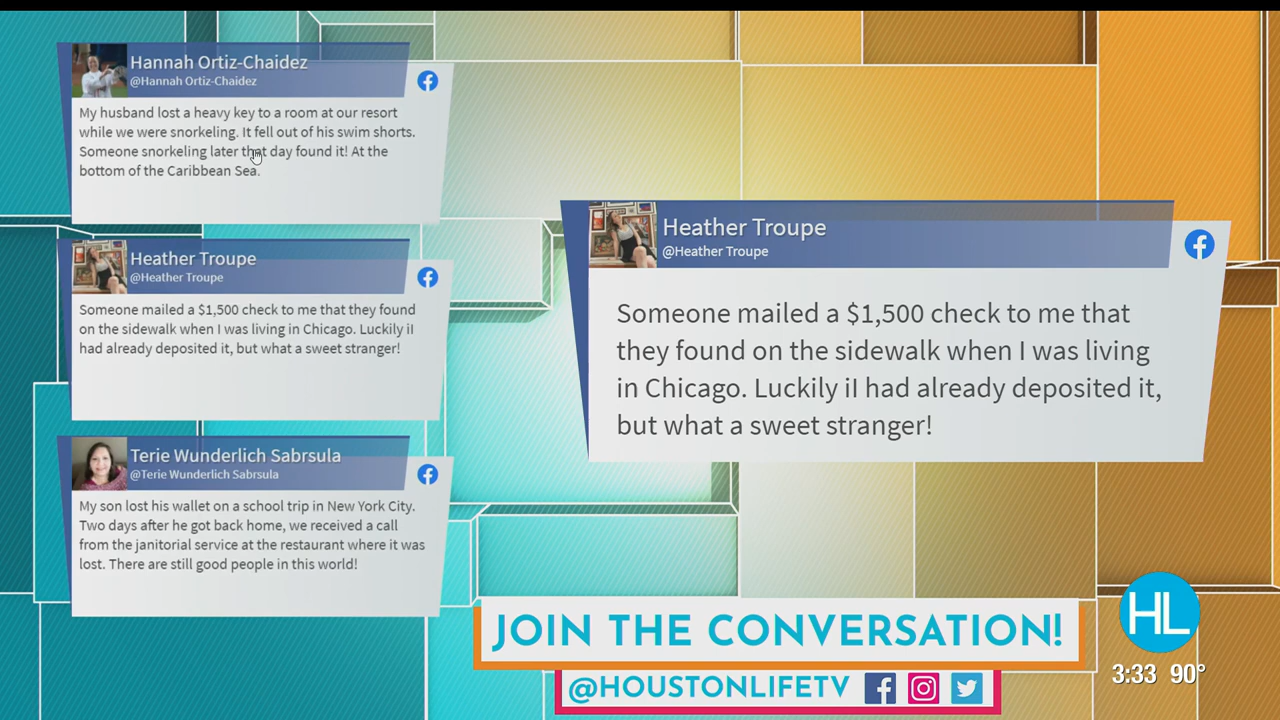 Hannah Ortiz-Chaidez
@Hannah Ortiz-Chaidez
My husband lost a heavy key to a room at our resort
while we were snorkeling. It fell out of his swim shorts.
Someone snorkeling later that day found it! At the
bottom of the Caribbean Sea.
Heather Troupe
@Heather Troupe
Someone mailed a $1,500 check to me that they found
on the sidewalk when I was living in Chicago. Luckily iI
had already deposited it, but what a sweet stranger!
Terie Wunderlich Sabrsula
@Terie Wunderlich Sabrsula
My son lost his wallet on a school trip in New York City.
Two days after he got back home, we received a call
from the janitorial service at the restaurant where it was
lost. There are still good people in this world!
Heather Troupe
@Heather Troupe
Someone mailed a $1,500 check to me that
they found on the sidewalk when I was living
in Chicago. Luckily iI had already deposited it,
but what a sweet stranger!
JOIN THE CONVERSATION!
@HOUSTONLIFETV
HL
3:33 90°